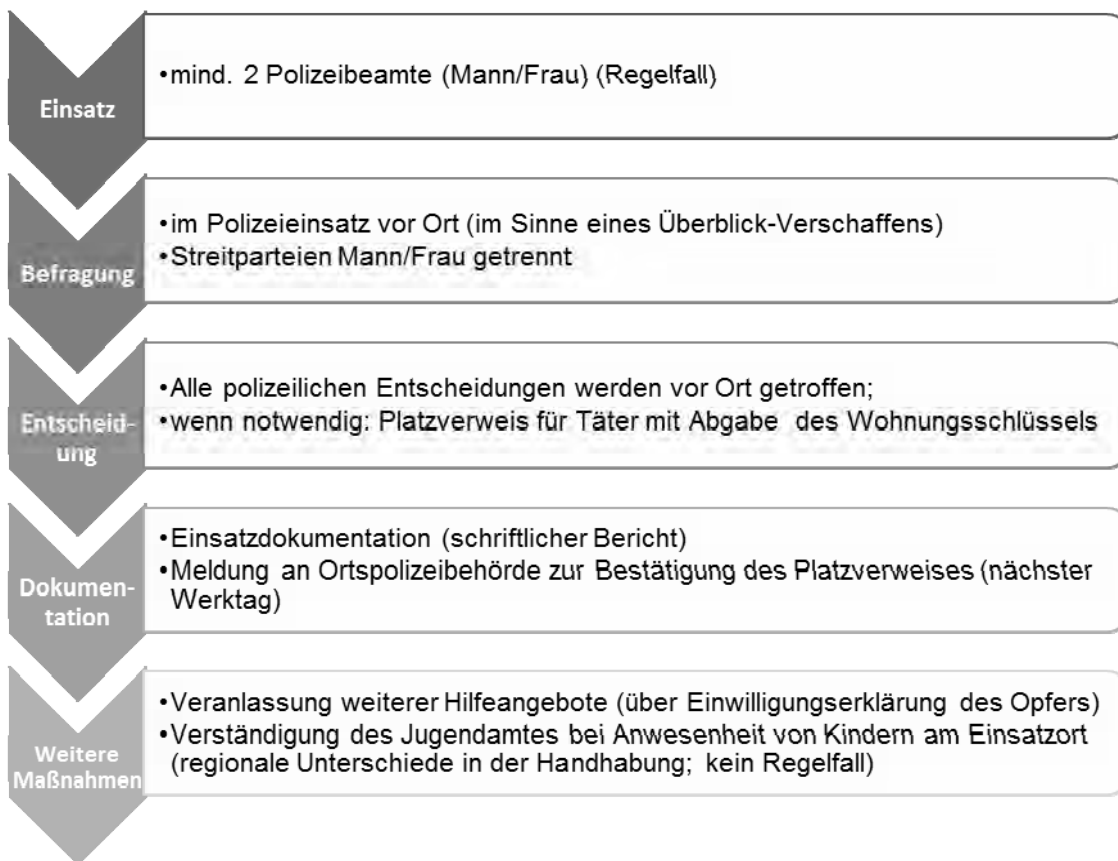 Einsatz
•mind. 2 Polizeibeamte (Mann/Frau) (Regelfall)
Befragung
•im Polizeieinsatz vor Ort (im Sinne eines Überblick-Verschaffens)
•Streitparteien Mann/Frau getrennt
Entscheid-
ung
•Alle polizeilichen Entscheidungen werden vor Ort getroffen;
•wenn notwendig: Platzverweis für Täter mit Abgabe des Wohnungsschlüssels
Dokumen-
tation
•Einsatzdokumentation (schriftlicher Bericht)
•Meldung an Ortspolizeibehörde zur Bestätigung des Platzverweises (nächster
Werktag)
Weitere
Maßnahmen
•Veranlassung weiterer Hilfeangebote (über Einwilligungserklärung des Opfers)
•Verständigung des Jugendamtes bei Anwesenheit von Kindern am Einsatzort
(regionale Unterschiede in der Handhabung; kein Regelfall)